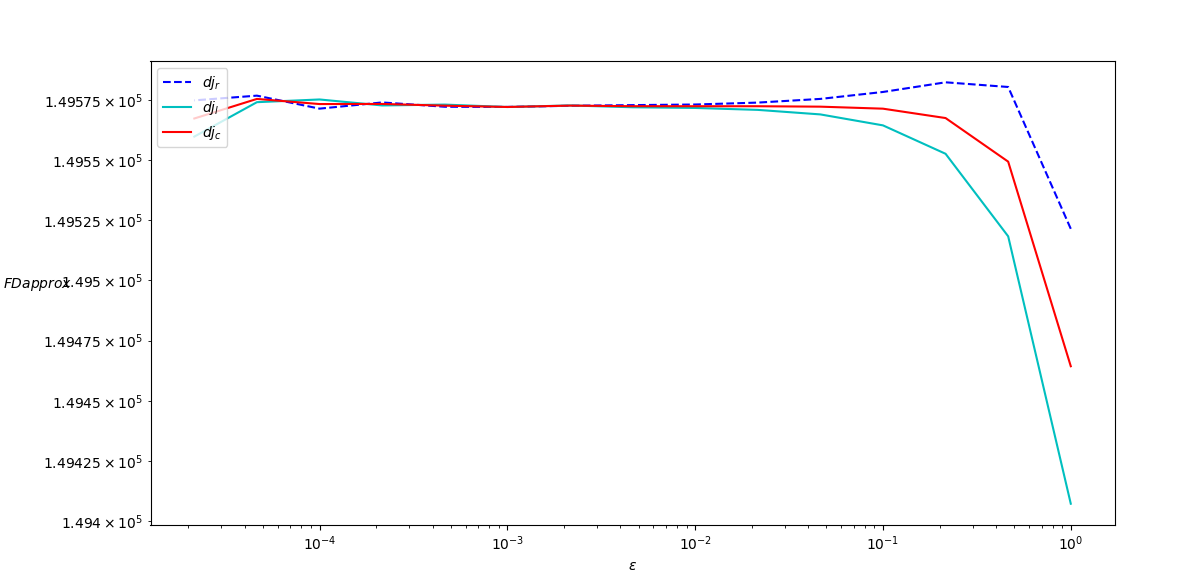 dj_r
dj_l
dj_c
1.49575 × 10^5
1.4955 × 10^5
1.49525 × 10^5
1.495 × 10^5
1.49475 × 10^5
1.4945 × 10^5
1.49425 × 10^5
1.494 × 10^5
FDapprox
10^-4
10^-3
10^-2
10^-1
10^0
ε